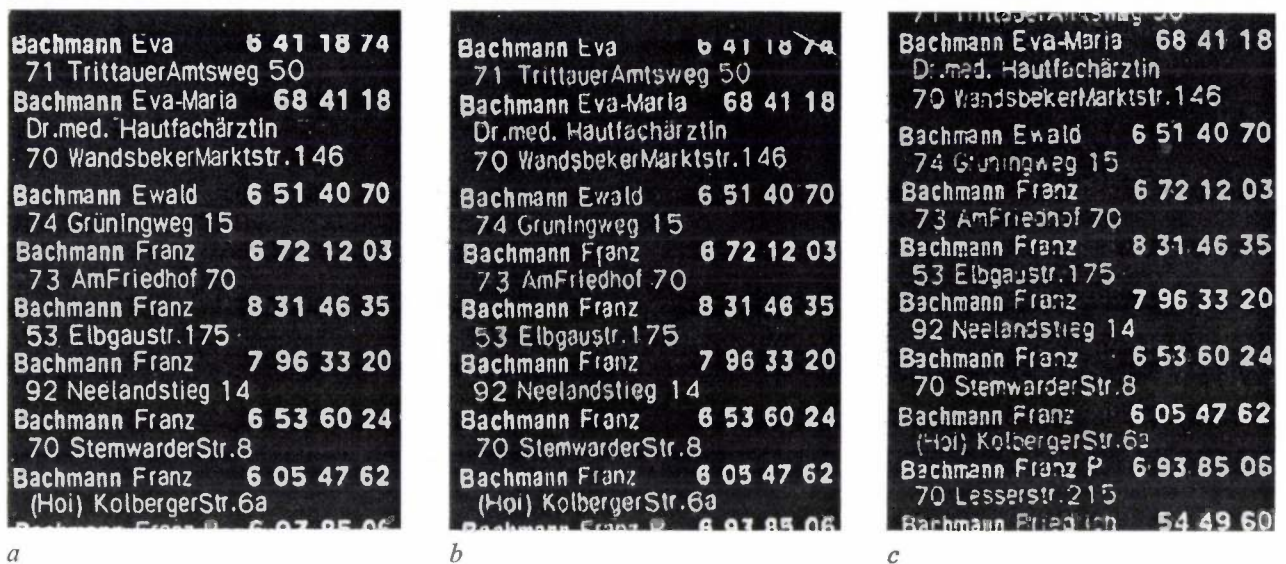 Bachmann Eva 6 41 18 74
71 TrittauerAmtsweg 50
Bachmann Eva-Maria 68 41 18
Dr.med. Hautfachärztin
70 WandsbekerMarktstr.146
Bachmann Ewald 6 51 40 70
74 Grüningweg 15
Bachmann Franz 6 72 12 03
73 AmFriedhof 70
Bachmann Franz 8 31 46 35
53 Elbgaustr.175
Bachmann Franz 7 96 33 20
92 Neelandstieg 14
Bachmann Franz 6 53 60 24
70 StemwarderStr.8
Bachmann Franz 6 05 47 62
(Hoi) KolbergerStr.6a
a
Bachmann Eva 6 41 18 74
71 TrittauerAmtsweg 50
Bachmann Eva-Maria 68 41 18
Dr.med. Hautfachärztin
70 WandsbekerMarktstr.146
Bachmann Ewald 6 51 40 70
74 Gruningweg 15
Bachmann Franz 6 72 12 03
73 AmFriedhof 70
Bachmann Franz 8 31 46 35
53 Elbgaustr.175
Bachmann Franz 7 96 33 20
92 Neelandstieg 14
Bachmann Franz 6 53 60 24
70 StemwarderStr.8
Bachmann Franz 6 05 47 62
(Hoi) KolbergerStr.6a
6 93 85 06
b
Bachmann Eva-Maria 68 41 18
Dr.med. Hautfachärztin
70 WandsbekerMarktstr.146
Bachmann Ewald 6 51 40 70
74 Gruningweg 15
Bachmann Franz 6 72 12 03
73 AmFriedhof 70
Bachmann Franz 8 31 46 35
53 Elbgaustr.175
Bachmann Franz 7 96 33 20
92 Neelandstieg 14
Bachmann Franz 6 53 60 24
70 StemwarderStr.8
Bachmann Franz 6 05 47 62
(Hoi) KolbergerStr.6a
Bachmann Franz P 6 93 85 06
70 Lesserstr.215
Bachmann Friedrich 54 49 60
c